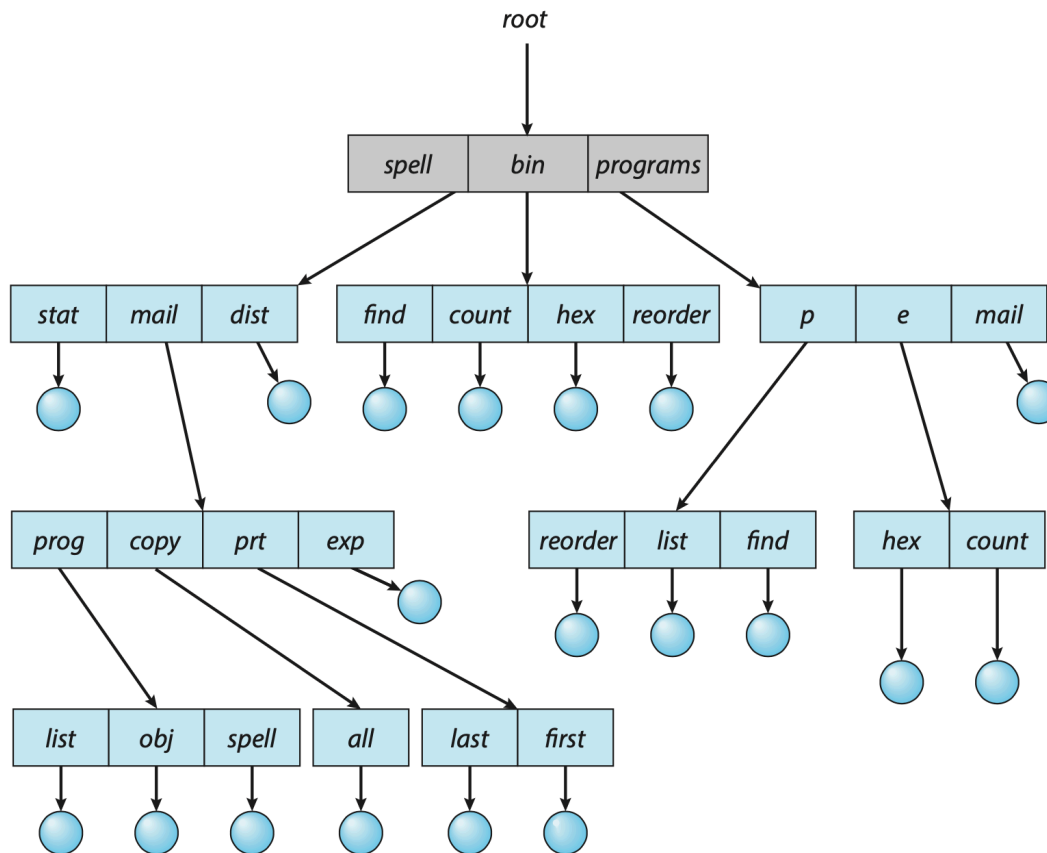 root
spell bin programs
stat mail dist find count hex reorder p e mail
prog copy prt exp reorder list find hex count
list obj spell all last first